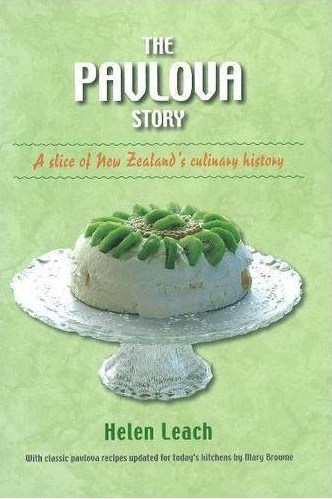 THE
PAVLOVA
STORY
A slice of New Zealand's culinary history
Helen Leach
With classic pavlova recipes updated for today's kitchens by Mary Browne